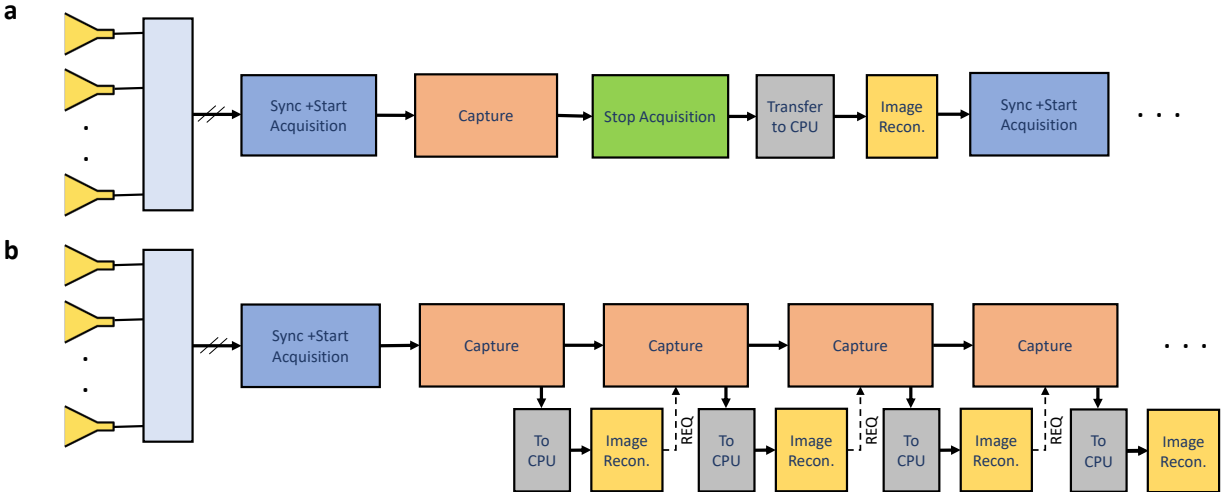 a
Sync +Start
Acquisition
Capture
Stop Acquisition
Transfer
to CPU
Image
Recon.
Sync +Start
Acquisition
. . .
b
Sync +Start
Acquisition
Capture
Capture
Capture
Capture
. . .
To
CPU
Image
Recon.
REQ
To
CPU
Image
Recon.
REQ
To
CPU
Image
Recon.
REQ
To
CPU
Image
Recon.